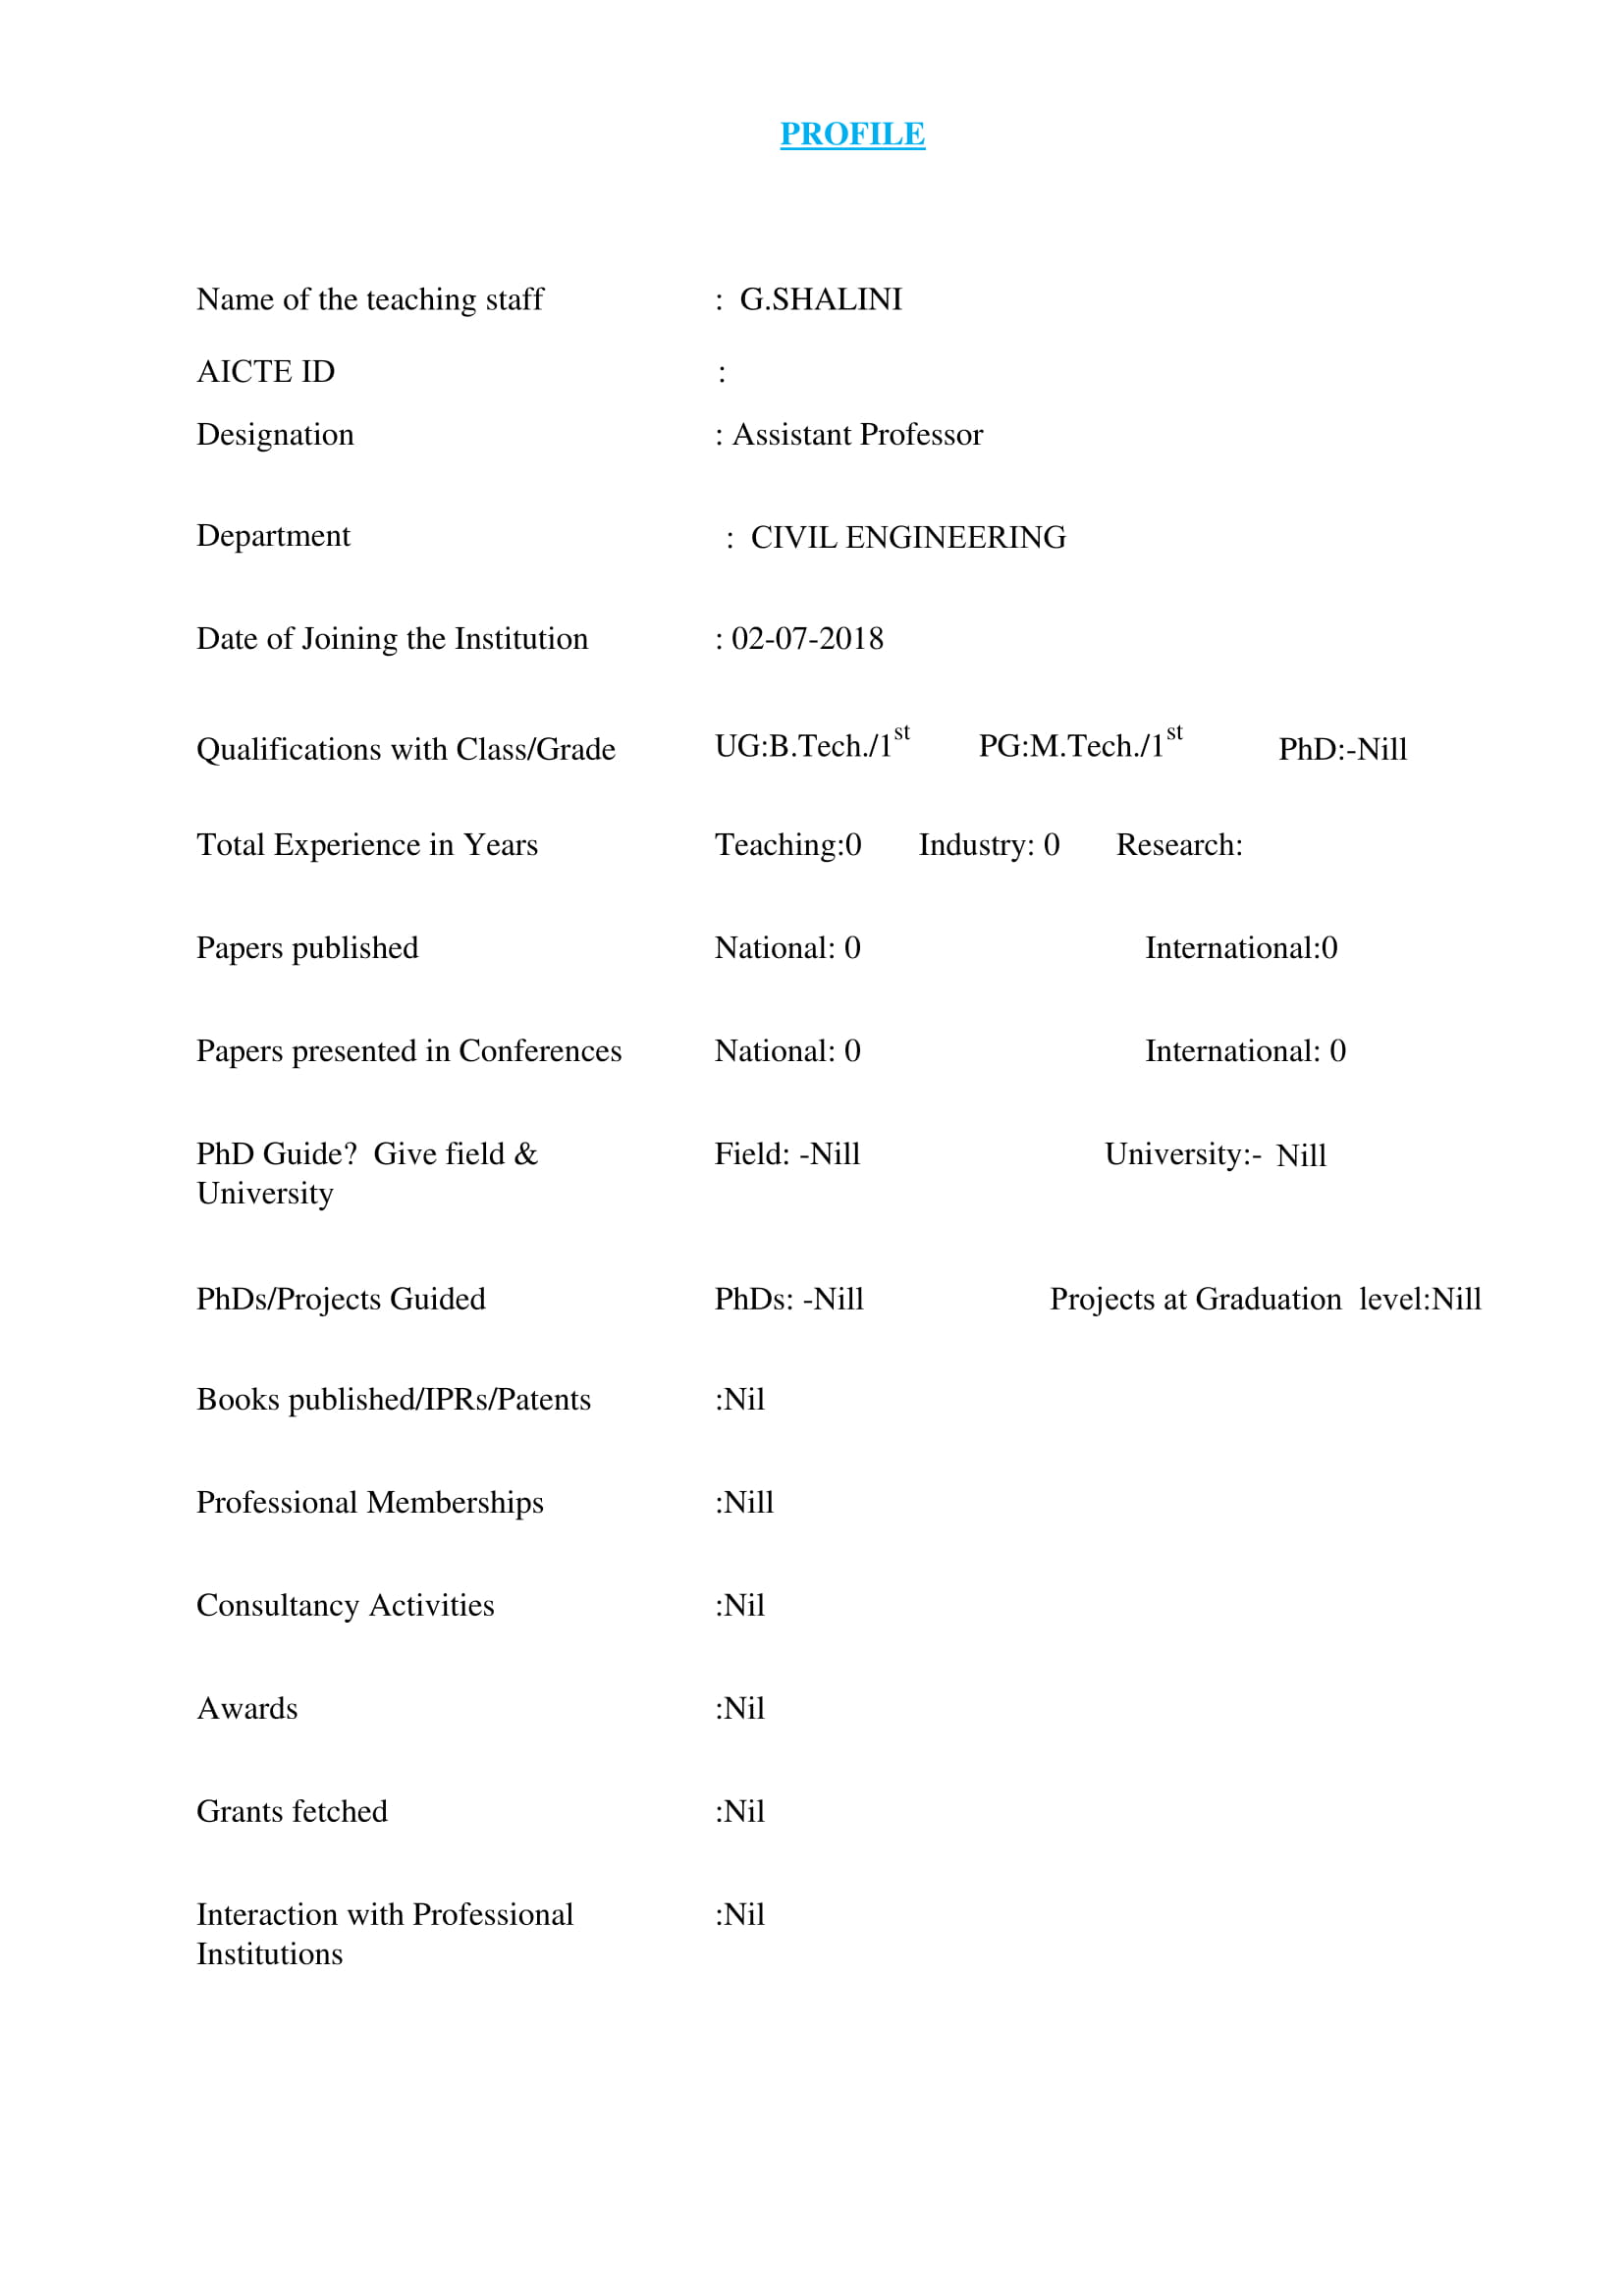 PROFILE
Name of the teaching staff : G.SHALINI
AICTE ID :
Designation : Assistant Professor
Department : CIVIL ENGINEERING
Date of Joining the Institution : 02-07-2018
Qualifications with Class/Grade UG:B.Tech./1st PG:M.Tech./1st PhD:-Nill
Total Experience in Years Teaching:0 Industry: 0 Research:
Papers published National: 0 International:0
Papers presented in Conferences National: 0 International: 0
PhD Guide? Give field & Field: -Nill University:- Nill
University
PhDs/Projects Guided PhDs: -Nill Projects at Graduation level:Nill
Books published/IPRs/Patents :Nil
Professional Memberships :Nill
Consultancy Activities :Nil
Awards :Nil
Grants fetched :Nil
Interaction with Professional :Nil
Institutions